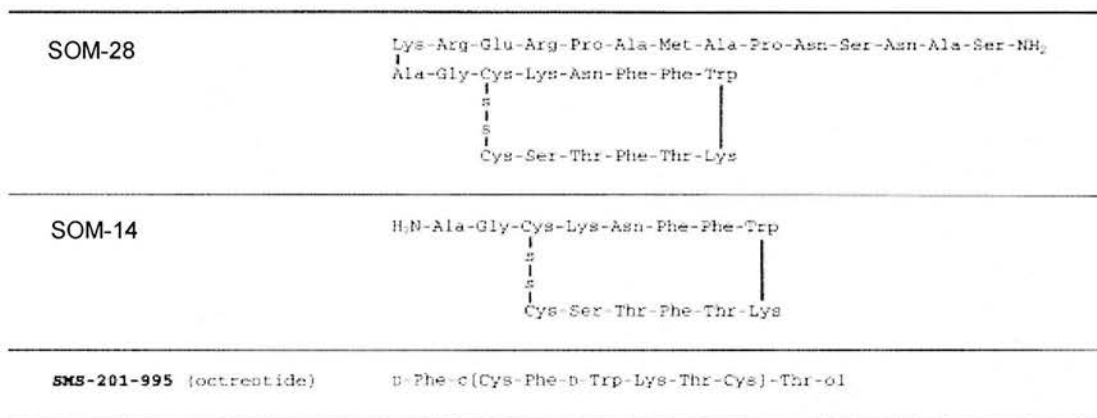 SOM-28
Lys-Arg-Glu-Arg-Pro-Ala-Met-Ala-Pro-Asn-Ser-Asn-Ala-Ser-NH₂
Ala-Gly-Cys-Lys-Asn-Phe-Phe-Trp
S
S
Cys-Ser-Thr-Phe-Thr-Lys
SOM-14
H₂N-Ala-Gly-Cys-Lys-Asn-Phe-Phe-Trp
S
S
Cys-Ser-Thr-Phe-Thr-Lys
SMS-201-995 (octreotide) D-Phe-c[Cys-Phe-D-Trp-Lys-Thr-Cys]-Thr-ol